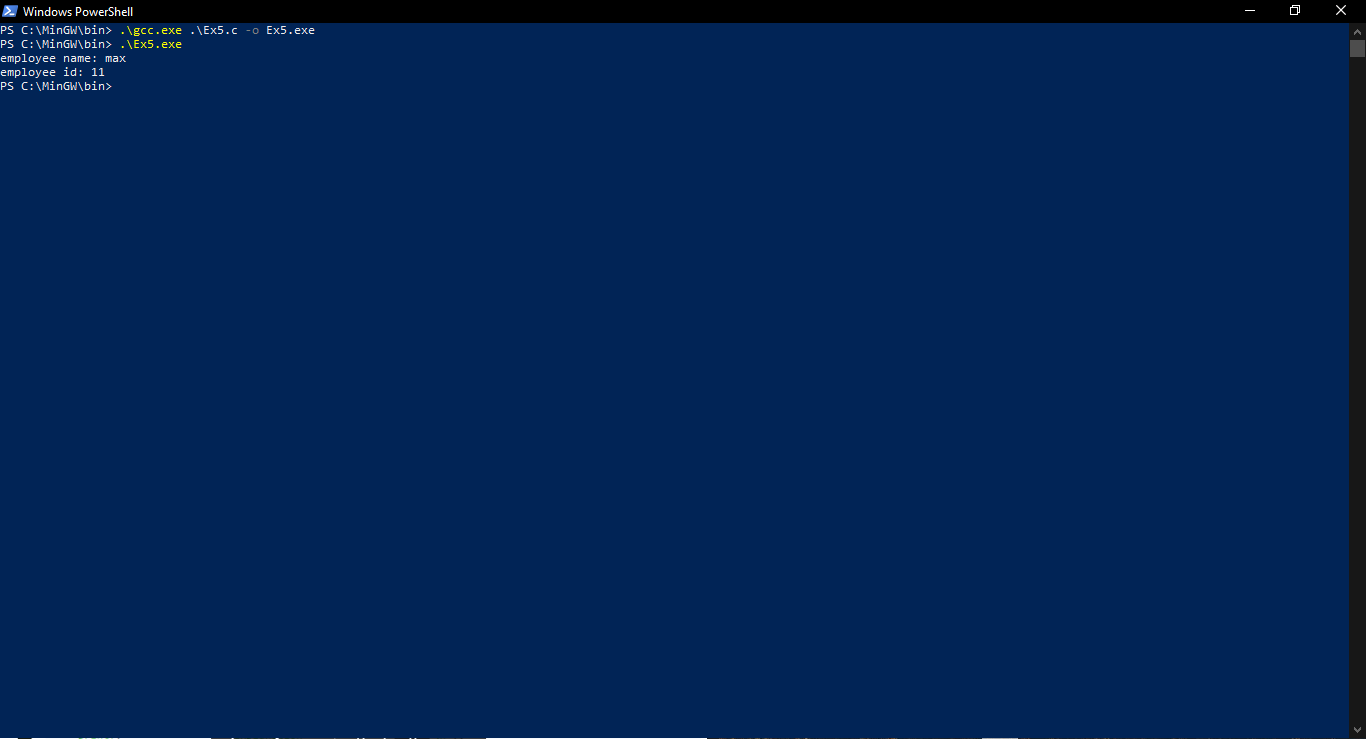 Windows PowerShell
PS C:\MinGW\bin> .\gcc.exe .\Ex5.c -o Ex5.exe
PS C:\MinGW\bin> .\Ex5.exe
employee name: max
employee id: 11
PS C:\MinGW\bin>